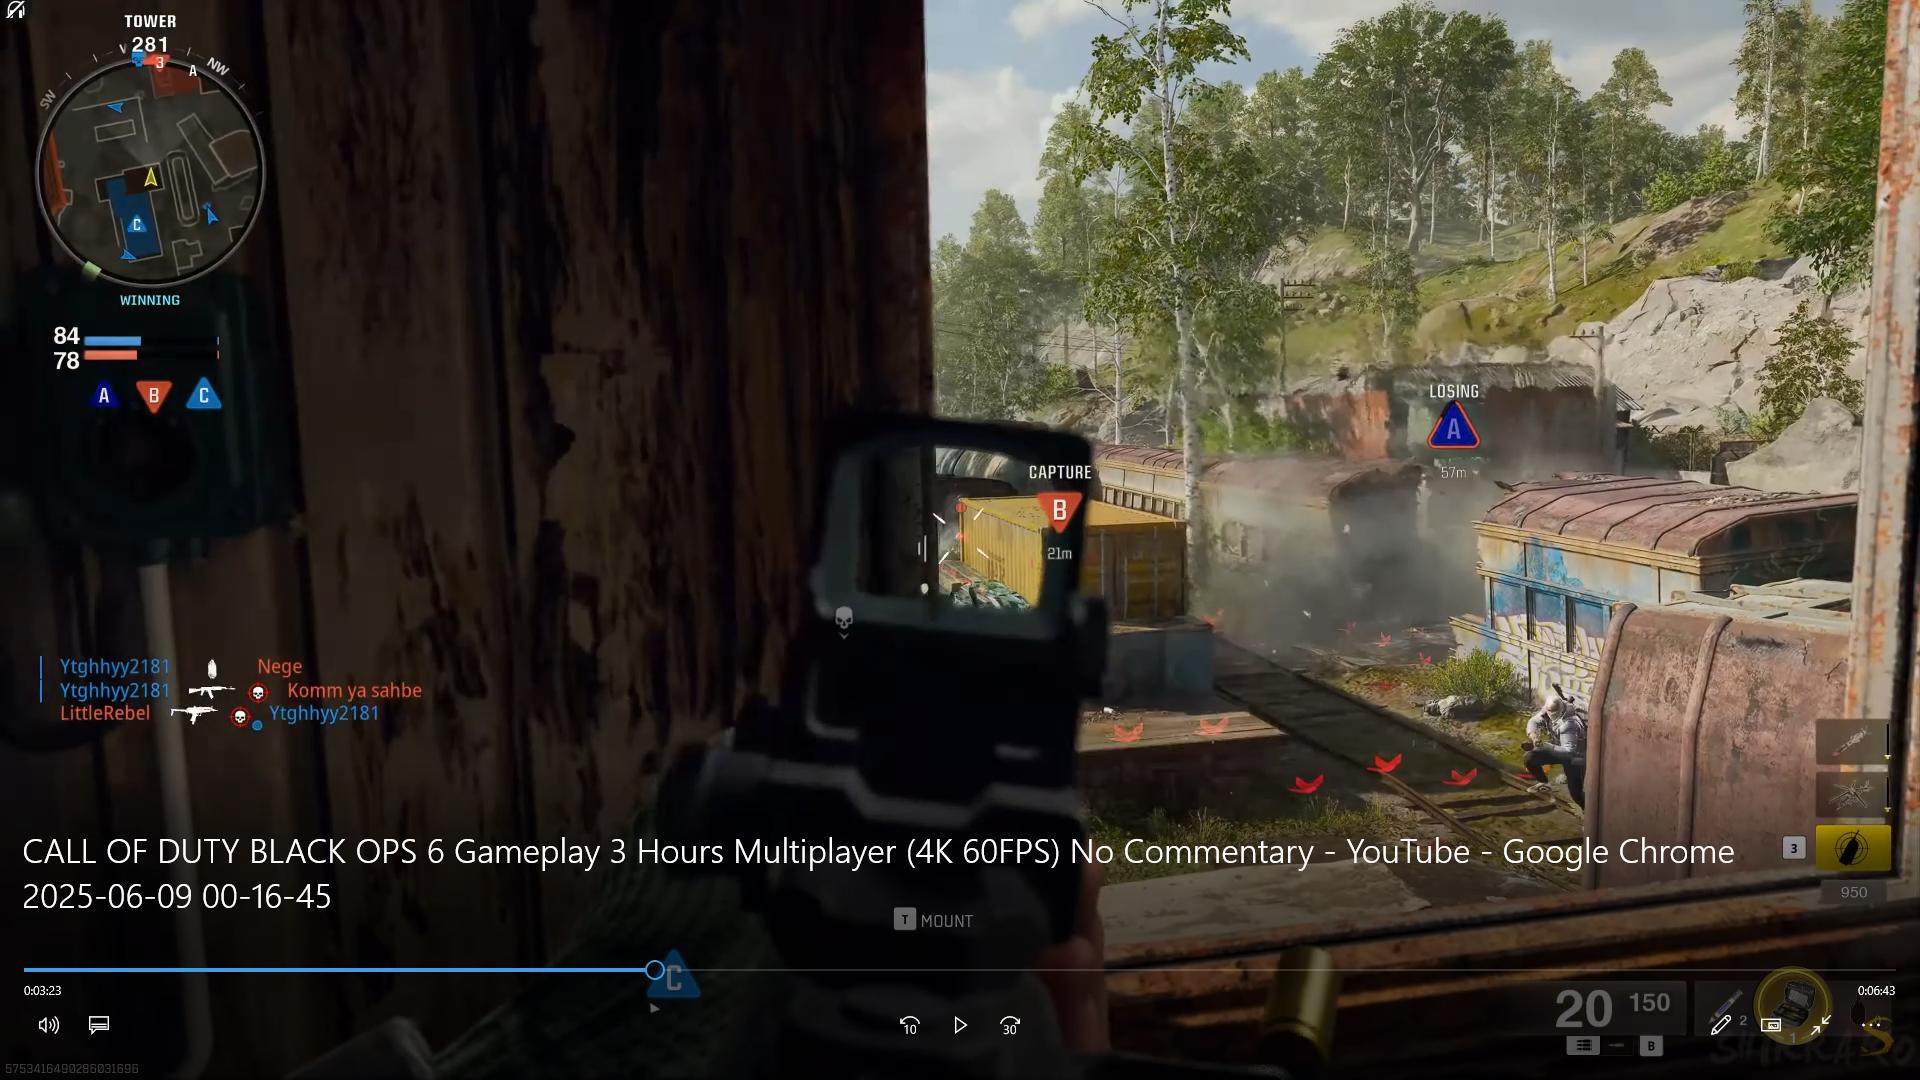 TOWER
281
3
A
NW
SW
C
WINNING
84
78
A B C
LOSING
A
57m
CAPTURE
B
21m
Ytghhyy2181 Nege
Ytghhyy2181 Komm ya sahbe
LittleRebel Ytghhyy2181
CALL OF DUTY BLACK OPS 6 Gameplay 3 Hours Multiplayer (4K 60FPS) No Commentary - YouTube - Google Chrome
2025-06-09 00-16-45
3
950
T MOUNT
C
0:03:23
0:06:43
20 150
2
B
1
10
30
5753416490286031696